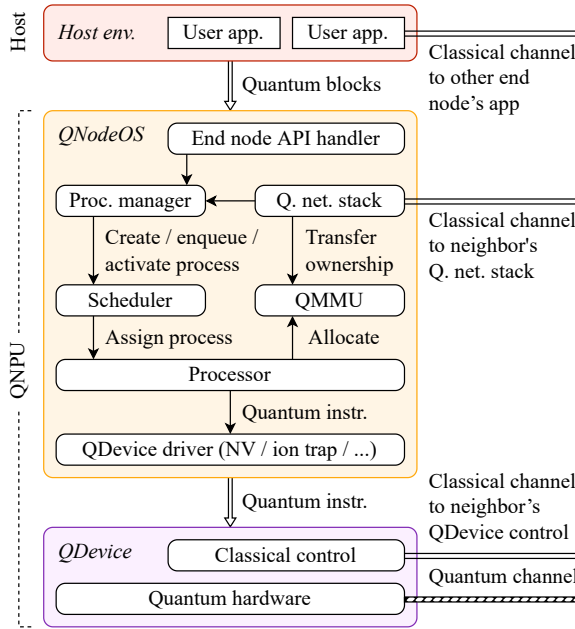 Host
Host env.
User app.
User app.
Classical channel
to other end
node's app
Quantum blocks
QNPU
QNodeOS
End node API handler
Proc. manager
Q. net. stack
Classical channel
to neighbor's
Q. net. stack
Create / enqueue /
activate process
Transfer
ownership
Scheduler
QMMU
Assign process
Allocate
Processor
Quantum instr.
QDevice driver (NV / ion trap / ...)
Quantum instr.
Classical channel
to neighbor’s
QDevice control
QDevice
Classical control
Quantum channel
Quantum hardware